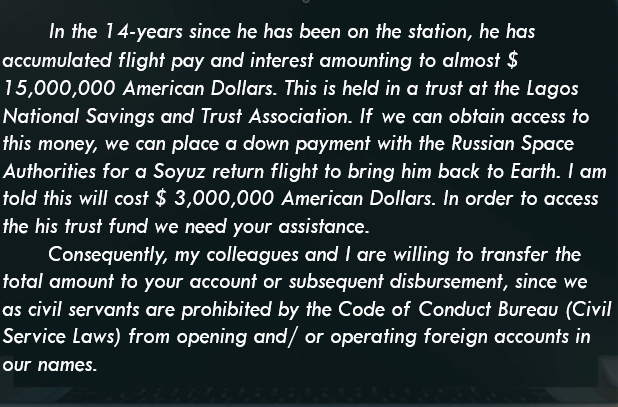 In the 14-years since he has been on the station, he has
accumulated flight pay and interest amounting to almost $
15,000,000 American Dollars. This is held in a trust at the Lagos
National Savings and Trust Association. If we can obtain access to
this money, we can place a down payment with the Russian Space
Authorities for a Soyuz return flight to bring him back to Earth. I am
told this will cost $ 3,000,000 American Dollars. In order to access
the his trust fund we need your assistance.
Consequently, my colleagues and I are willing to transfer the
total amount to your account or subsequent disbursement, since we
as civil servants are prohibited by the Code of Conduct Bureau (Civil
Service Laws) from opening and/ or operating foreign accounts in
our names.